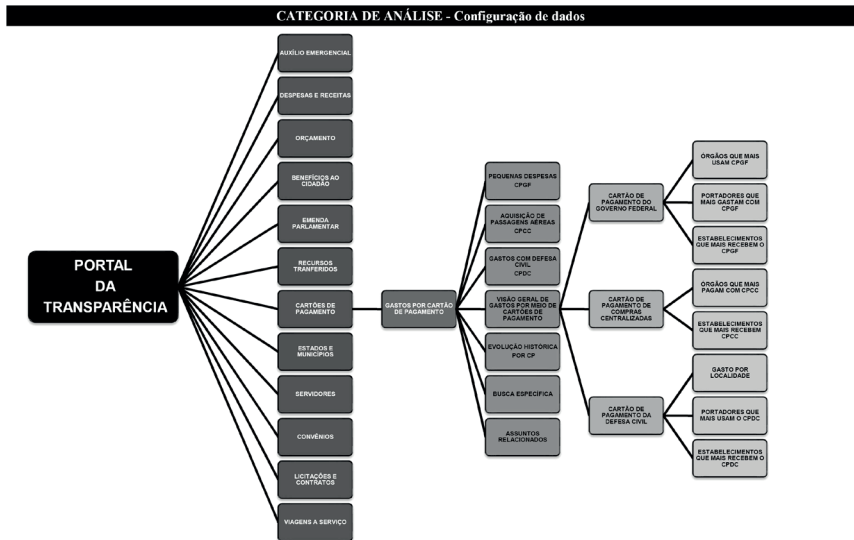 CATEGORIA DE ANÁLISE - Configuração de dados
PORTAL
DA
TRANSPARÊNCIA
AUXÍLIO EMERGENCIAL
DESPESAS E RECEITAS
ORÇAMENTO
BENEFÍCIOS AO
CIDADÃO
EMENDA
PARLAMENTAR
RECURSOS
TRANFERIDOS
CARTÕES DE
PAGAMENTO
ESTADOS E
MUNICÍPIOS
SERVIDORES
CONVÊNIOS
LICITAÇÕES E
CONTRATOS
VIAGENS A SERVIÇO
GASTOS POR CARTÃO
DE PAGAMENTO
PEQUENAS DESPESAS
CPGF
AQUISIÇÃO DE
PASSAGENS AÉREAS
CPCC
GASTOS COM DEFESA
CIVIL
CPDC
VISÃO GERAL DE
GASTOS POR MEIO DE
CARTÕES DE
PAGAMENTO
EVOLUÇÃO HISTORICA
POR CP
BUSCA ESPECÍFICA
ASSUNTOS
RELACIONADOS
CARTÃO DE
PAGAMENTO DO
GOVERNO FEDERAL
CARTÃO DE
PAGAMENTO DE
COMPRAS
CENTRALIZADAS
CARTÃO DE
PAGAMENTO DA
DEFESA CIVIL
ÓRGÃOS QUE MAIS
USAM CPGF
PORTADORES QUE
MAIS GASTAM COM
CPGF
ESTABELECIMENTOS
QUE MAIS RECEBEM O
CPGF
ÓRGÃOS QUE MAIS
PAGAM COM CPCC
ESTABELECIMENTOS
QUE MAIS RECEBEM
CPCC
GASTO POR
LOCALIDADE
PORTADORES QUE
MAIS USAM O CPDC
ESTABELECIMENTOS
QUE MAIS RECEBEM O
CPDC